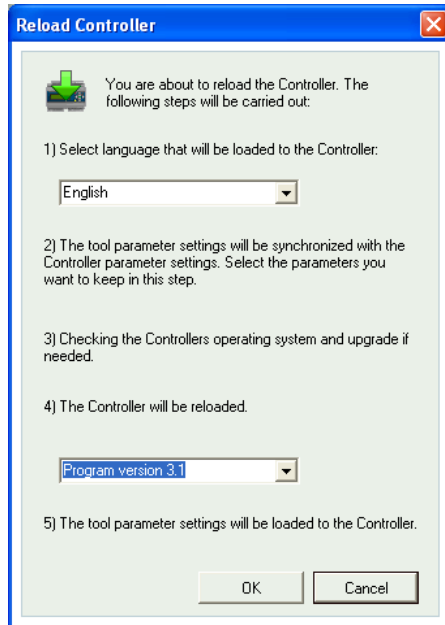 Reload Controller
You are about to reload the Controller. The
following steps will be carried out:
1) Select language that will be loaded to the Controller:
English
2) The tool parameter settings will be synchronized with the
Controller parameter settings. Select the parameters you
want to keep in this step.
3) Checking the Controllers operating system and upgrade if
needed.
4) The Controller will be reloaded.
Program version 3.1
5) The tool parameter settings will be loaded to the Controller.
OK
Cancel